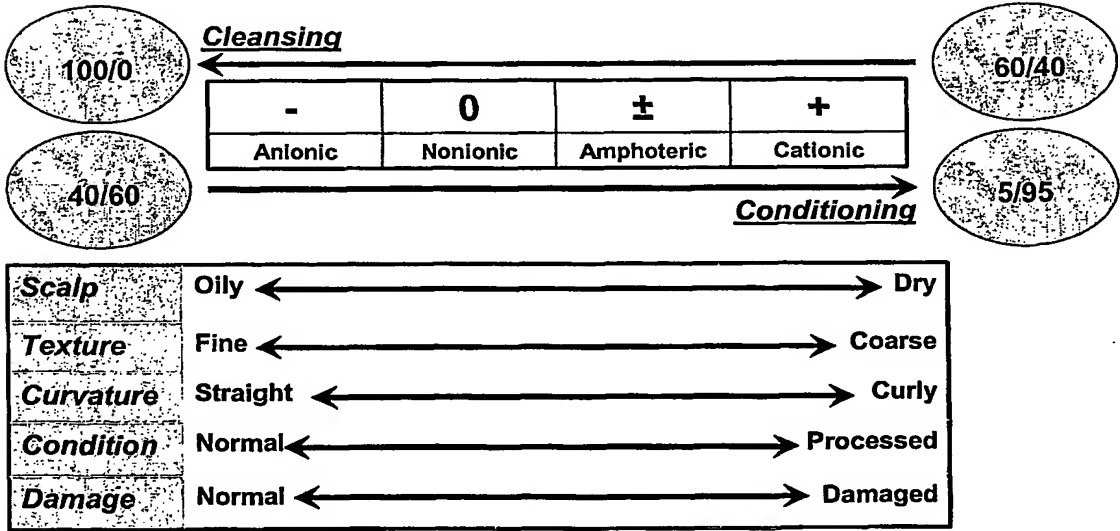 Cleansing
100/0
60/40
- 0 ± +
Anionic Nonionic Amphoteric Cationic
40/60
5/95
Conditioning
Scalp Oily Dry
Texture Fine Coarse
Curvature Straight Curly
Condition Normal Processed
Damage Normal Damaged